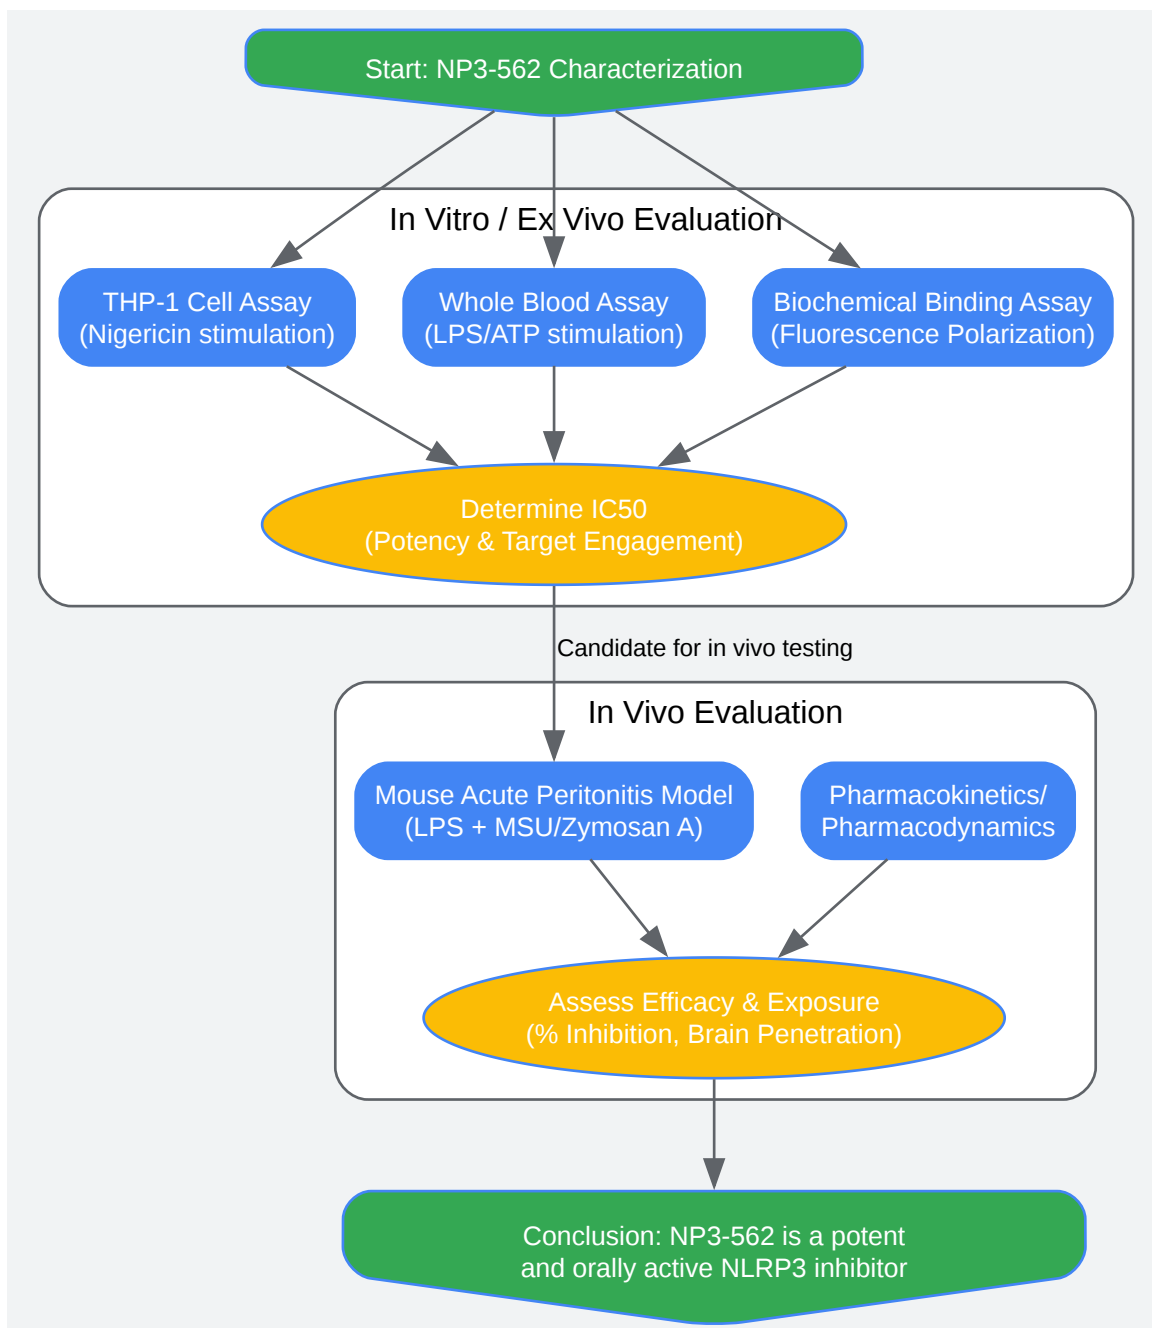 Start: NP3-562 Characterization
In Vitro / Ex Vivo Evaluation
THP-1 Cell Assay
(Nigericin stimulation)
Whole Blood Assay
(LPS/ATP stimulation)
Biochemical Binding Assay
(Fluorescence Polarization)
Determine IC50
(Potency & Target Engagement)
Candidate for in vivo testing
In Vivo Evaluation
Mouse Acute Peritonitis Model
(LPS + MSU/Zymosan A)
Pharmacokinetics/
Pharmacodynamics
Assess Efficacy & Exposure
(% Inhibition, Brain Penetration)
Conclusion: NP3-562 is a potent
and orally active NLRP3 inhibitor